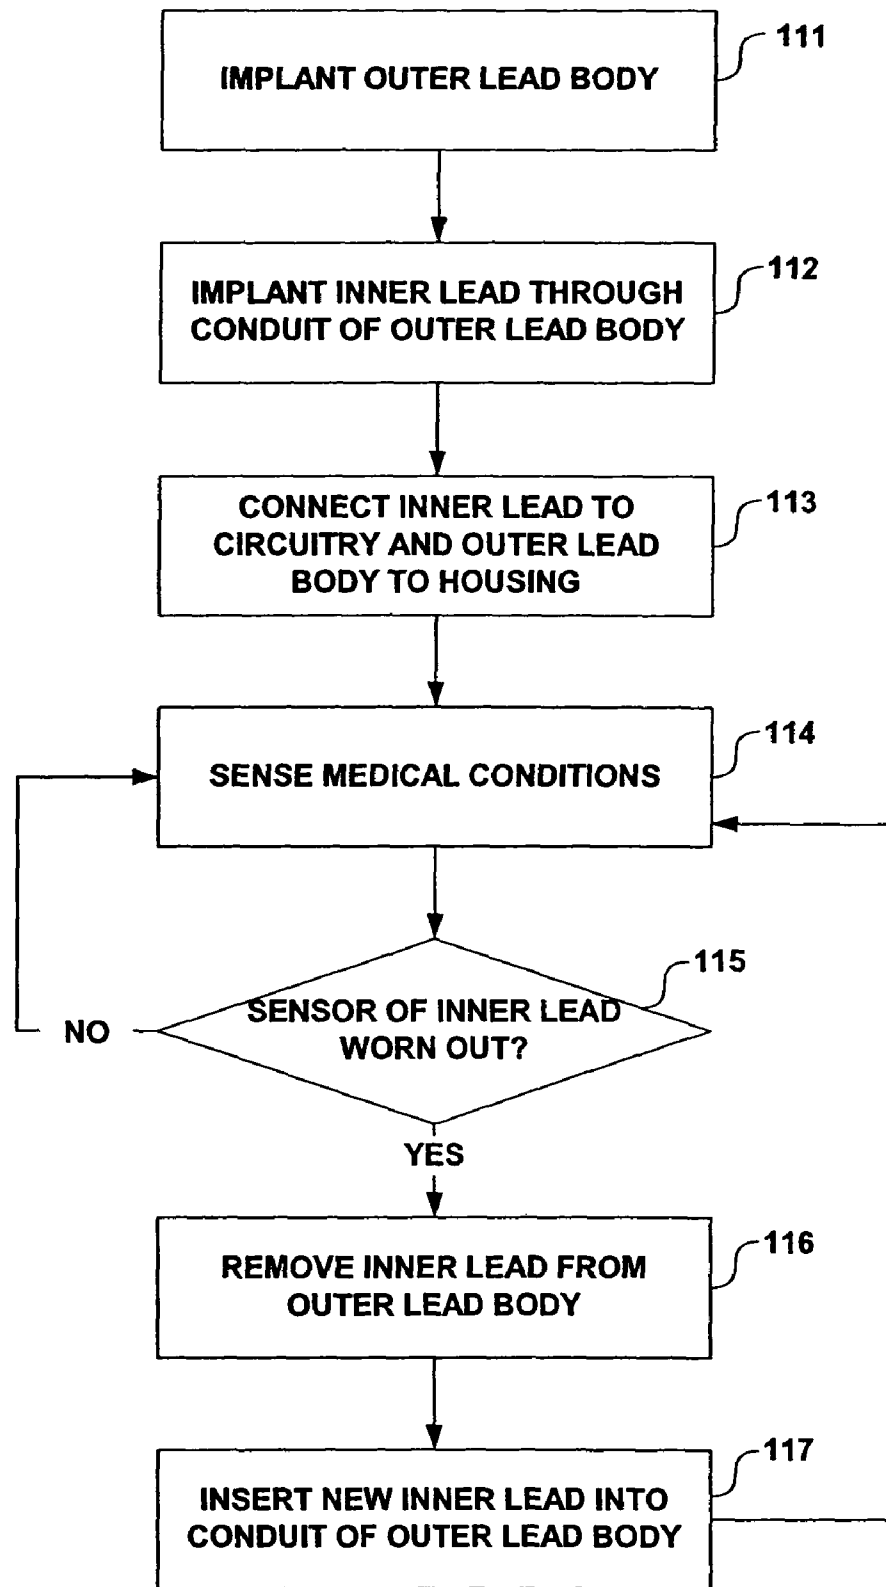 111
IMPLANT OUTER LEAD BODY
112
IMPLANT INNER LEAD THROUGH
CONDUIT OF OUTER LEAD BODY
113
CONNECT INNER LEAD TO
CIRCUITRY AND OUTER LEAD
BODY TO HOUSING
114
SENSE MEDICAL CONDITIONS
115
SENSOR OF INNER LEAD
WORN OUT?
NO
YES
116
REMOVE INNER LEAD FROM
OUTER LEAD BODY
117
INSERT NEW INNER LEAD INTO
CONDUIT OF OUTER LEAD BODY